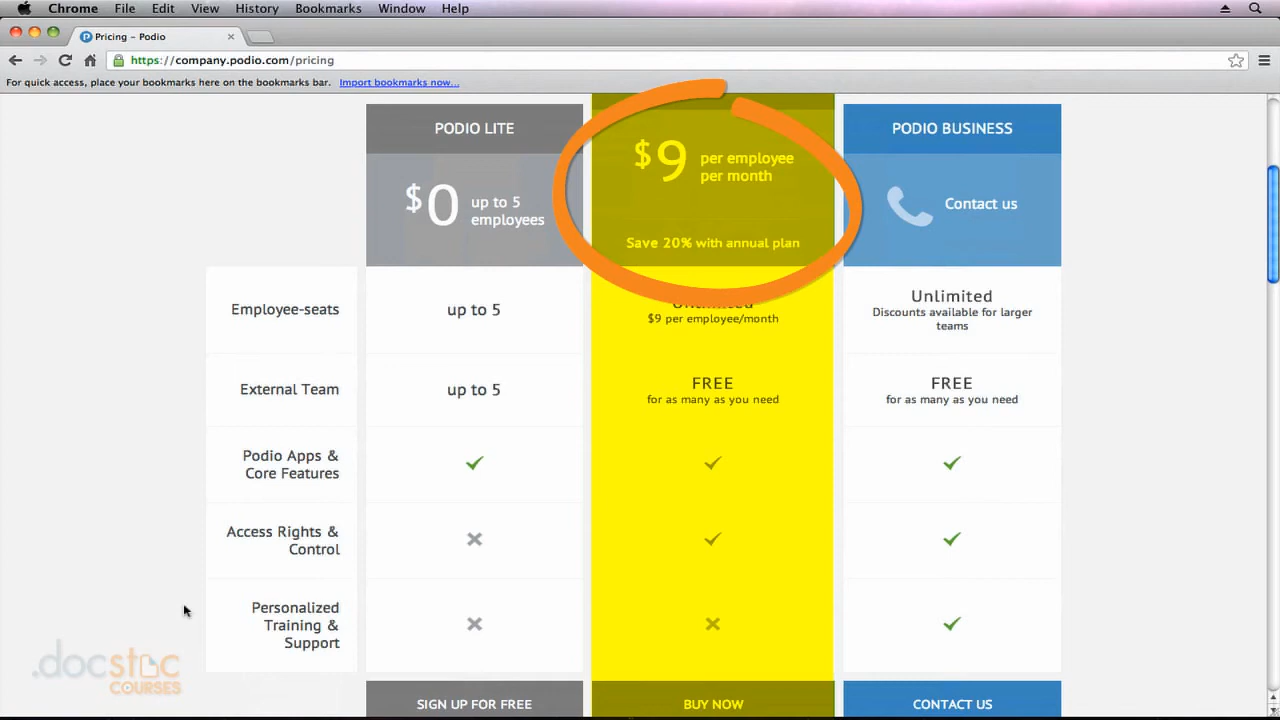 Chrome File Edit View History Bookmarks Window Help
Pricing – Podio
https://company.podio.com/pricing
For quick access, place your bookmarks here on the bookmarks bar. Import bookmarks now...
PODIO LITE
$0 up to 5
employees
$9 per employee
per month
Save 20% with annual plan
PODIO BUSINESS
Contact us
Employee-seats
up to 5
Unlimited
$9 per employee/month
Unlimited
Discounts available for larger
teams
External Team
up to 5
FREE
for as many as you need
FREE
for as many as you need
Podio Apps &
Core Features
Access Rights &
Control
Personalized
Training &
Support
SIGN UP FOR FREE
BUY NOW
CONTACT US
.docstoc
COURSES